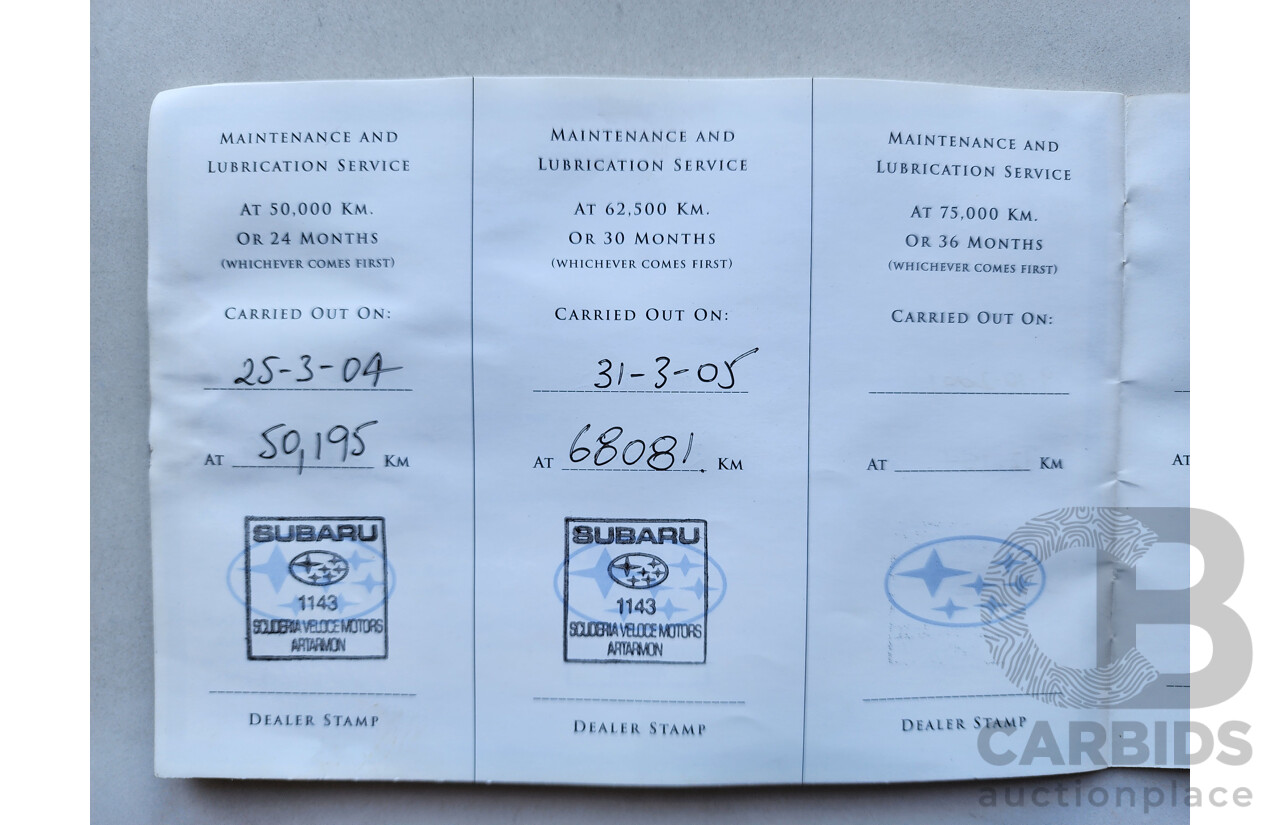 MAINTENANCE AND
LUBRICATION SERVICE
AT 50,000 KM.
OR 24 MONTHS
(WHICHEVER COMES FIRST)
CARRIED OUT ON:
25-3-04
AT 50,195 KM
SUBARU
1143
SCUDERIA VELOCE MOTORS
ARTARMON
DEALER STAMP
MAINTENANCE AND
LUBRICATION SERVICE
AT 62,500 KM.
OR 30 MONTHS
(WHICHEVER COMES FIRST)
CARRIED OUT ON:
31-3-05
AT 68081. KM
SUBARU
1143
SCUDERIA VELOCE MOTORS
ARTARMON
DEALER STAMP
MAINTENANCE AND
LUBRICATION SERVICE
AT 75,000 KM.
OR 36 MONTHS
(WHICHEVER COMES FIRST)
CARRIED OUT ON:
AT KM
DEALER STAMP
AT
CB
CARBIDS
auctionplace